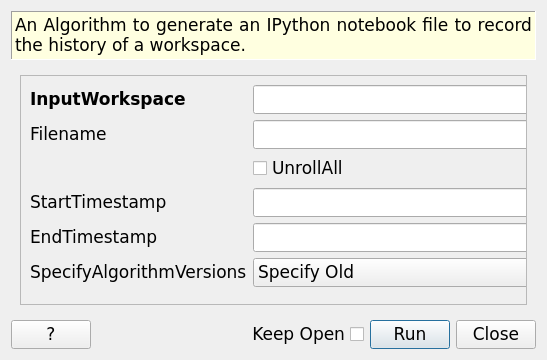 An Algorithm to generate an IPython notebook file to record
the history of a workspace.
InputWorkspace
Filename
UnrollAll
StartTimestamp
EndTimestamp
SpecifyAlgorithmVersions Specify Old
? Keep Open Run Close